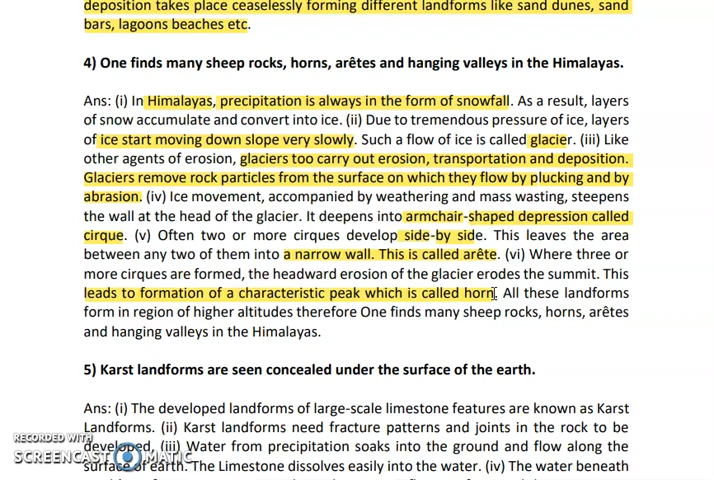 deposition takes place ceaselessly forming different landforms like sand dunes, sand
bars, lagoons beaches etc.
4) One finds many sheep rocks, horns, arêtes and hanging valleys in the Himalayas.
Ans: (i) In Himalayas, precipitation is always in the form of snowfall. As a result, layers
of snow accumulate and convert into ice. (ii) Due to tremendous pressure of ice, layers
of ice start moving down slope very slowly. Such a flow of ice is called glacier. (iii) Like
other agents of erosion, glaciers too carry out erosion, transportation and deposition.
Glaciers remove rock particles from the surface on which they flow by plucking and by
abrasion. (iv) Ice movement, accompanied by weathering and mass wasting, steepens
the wall at the head of the glacier. It deepens into armchair-shaped depression called
cirque. (v) Often two or more cirques develop side-by side. This leaves the area
between any two of them into a narrow wall. This is called arête. (vi) Where three or
more cirques are formed, the headward erosion of the glacier erodes the summit. This
leads to formation of a characteristic peak which is called horn. All these landforms
form in region of higher altitudes therefore One finds many sheep rocks, horns, arêtes
and hanging valleys in the Himalayas.
5) Karst landforms are seen concealed under the surface of the earth.
Ans: (i) The developed landforms of large-scale limestone features are known as Karst
Landforms. (ii) Karst landforms need fracture patterns and joints in the rock to be
developed. (iii) Water from precipitation soaks into the ground and flow along the
surface of earth. The Limestone dissolves easily into the water. (iv) The water beneath
RECORDED WITH
SCREENCAST MATIC